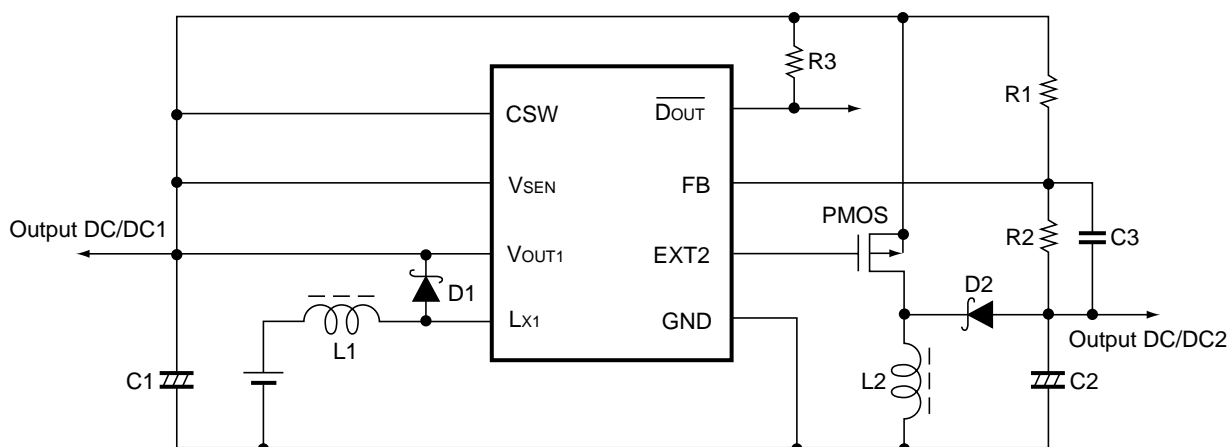 R3
CSW
DOUT
R1
VSEN
FB
PMOS
Output DC/DC1
R2
C3
VOUT1
EXT2
D1
D2
LX1
GND
L1
Output DC/DC2
C1
L2
C2